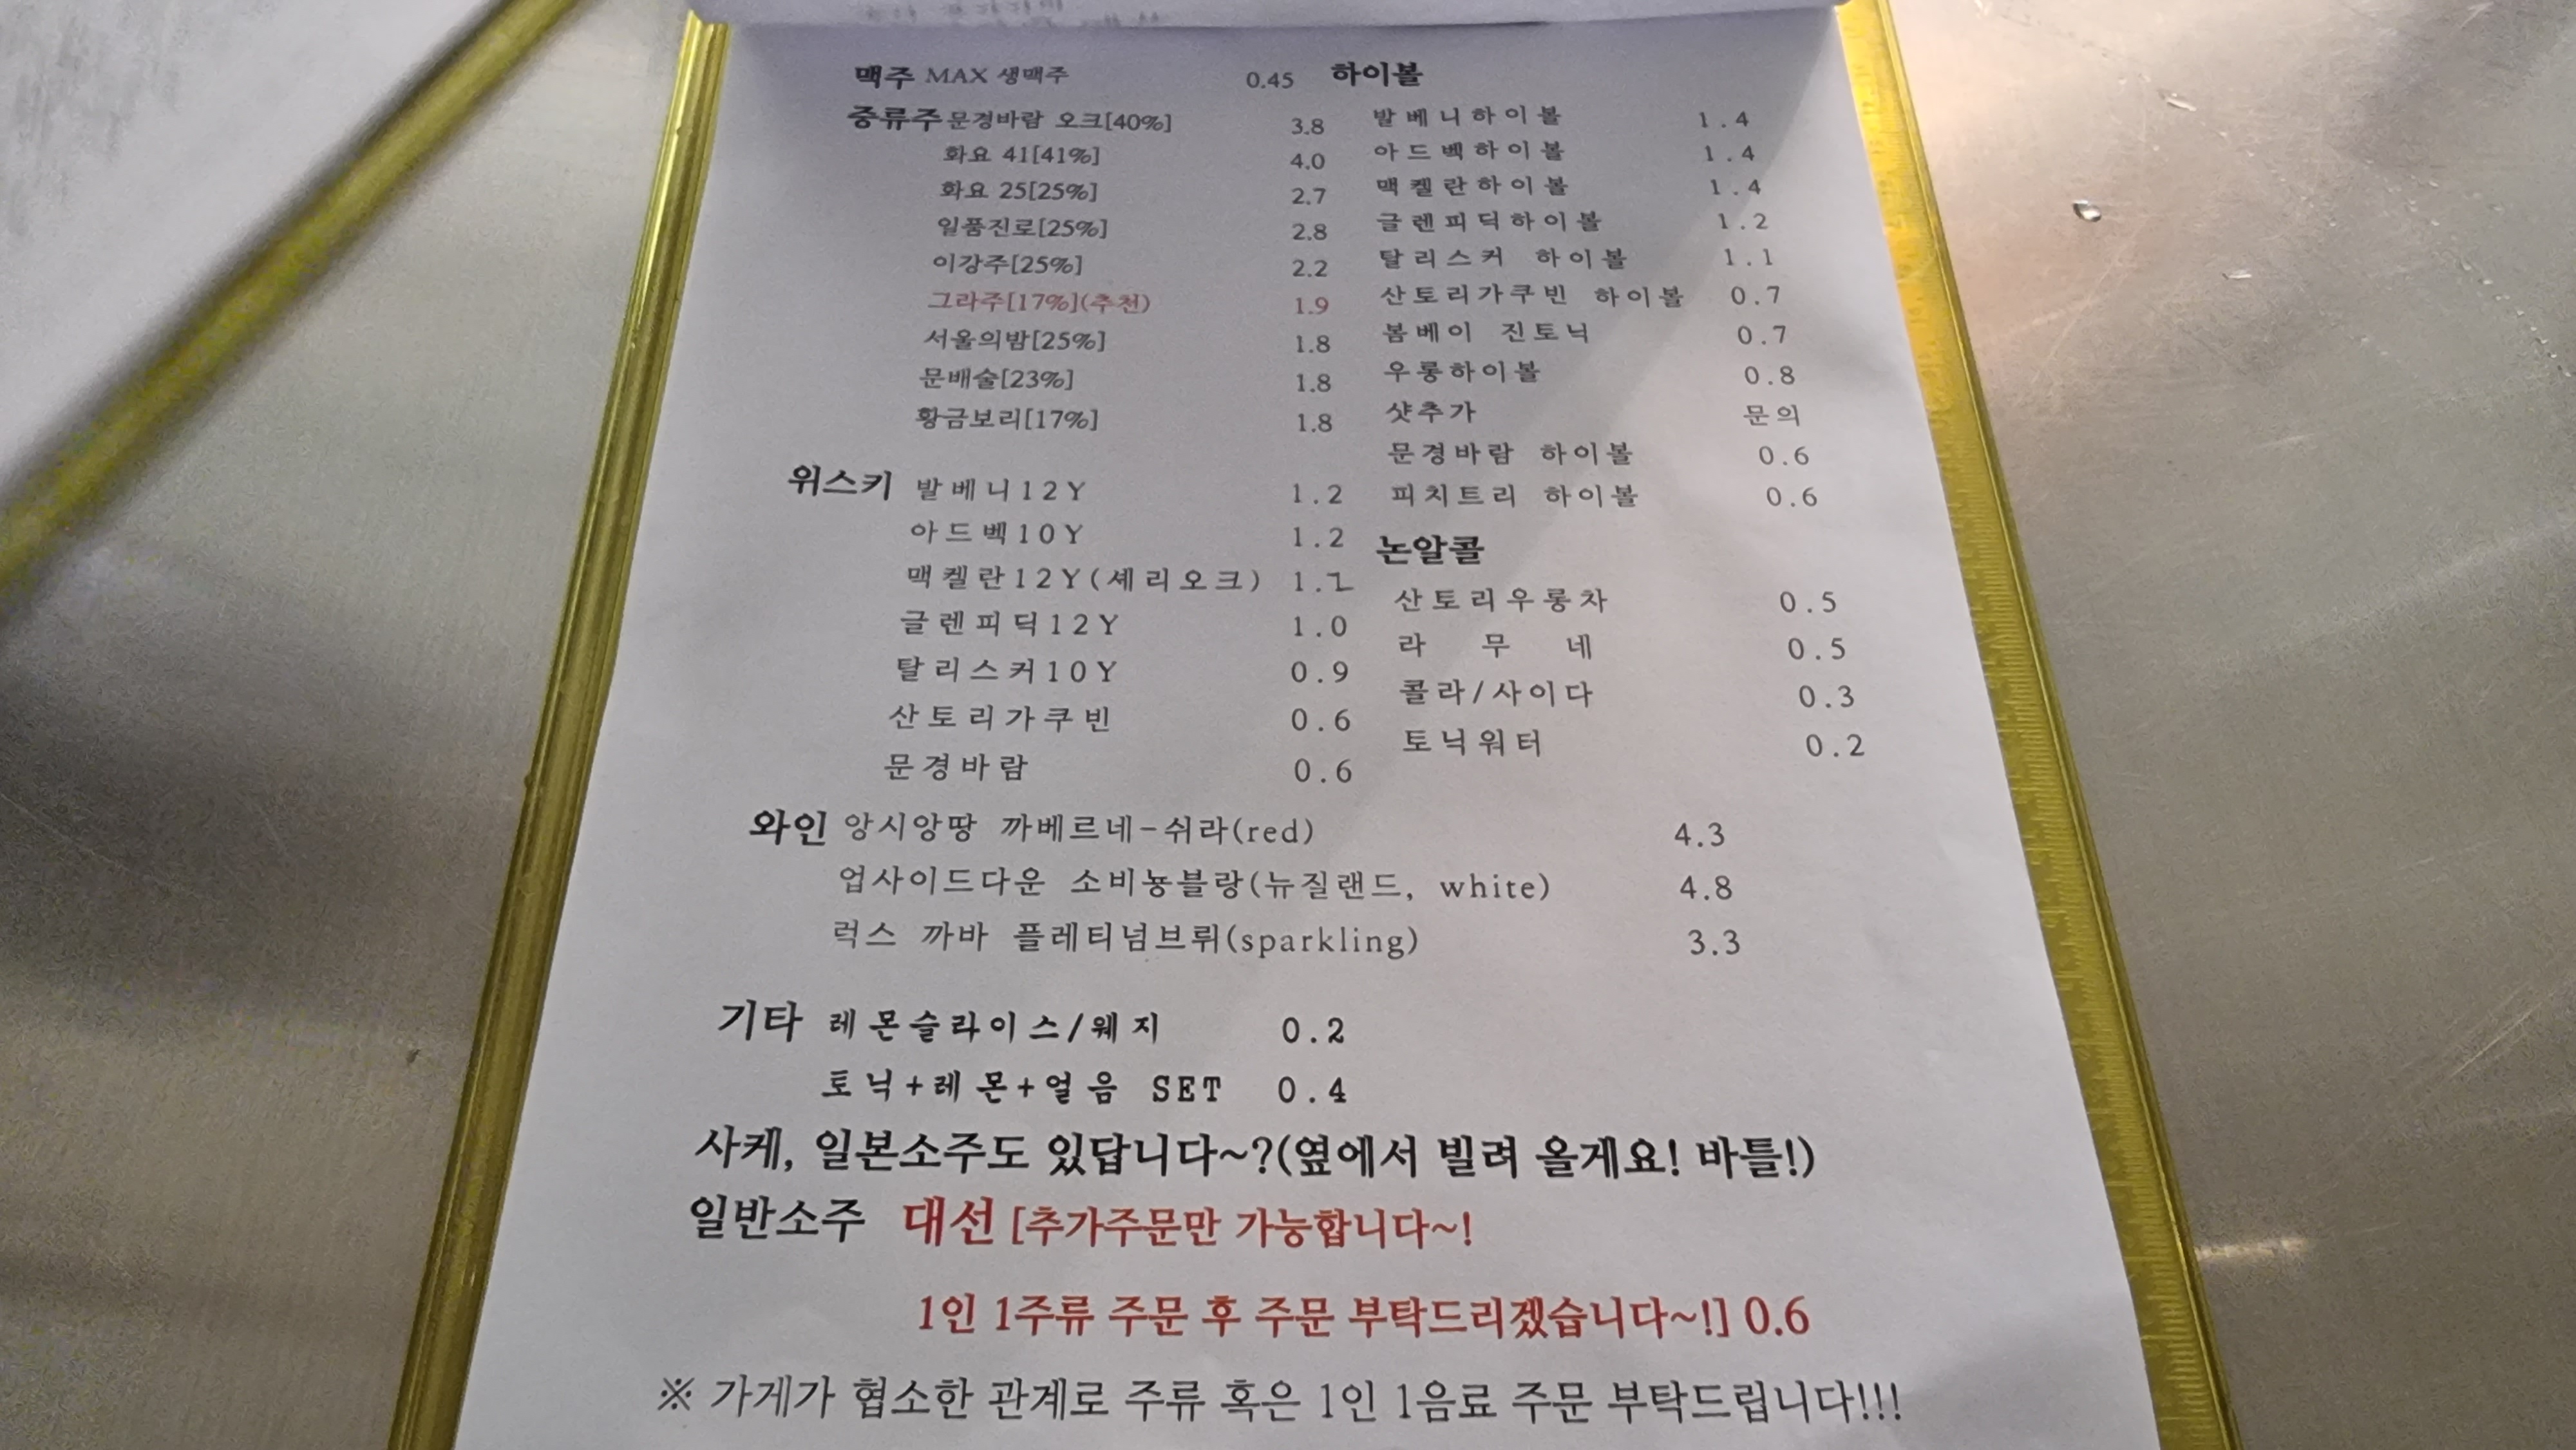 맥주 MAX 생맥주 0.45
증류주 문경바람 오크[40%] 3.8
화요 41[41%] 4.0
화요 25[25%] 2.7
일품진로[25%] 2.8
이강주[25%] 2.2
그라주[17%](추천) 1.9
서울의밤[25%] 1.8
문배술[23%] 1.8
황금보리[17%] 1.8
위스키 발베니12Y 1.2
아드벡10Y 1.2
맥켈란12Y(셰리오크) 1.2
글렌피딕12Y 1.0
탈리스커10Y 0.9
산토리가쿠빈 0.6
문경바람 0.6
하이볼
발베니하이볼 1.4
아드벡하이볼 1.4
맥켈란하이볼 1.4
글렌피딕하이볼 1.2
탈리스커 하이볼 1.1
산토리가쿠빈 하이볼 0.7
봄베이 진토닉 0.7
우롱하이볼 0.8
샷추가 문의
문경바람 하이볼 0.6
피치트리 하이볼 0.6
논알콜
산토리우롱차 0.5
라 무 네 0.5
콜라/사이다 0.3
토닉워터 0.2
와인 앙시앙땅 까베르네-쉬라(red) 4.3
업사이드다운 소비뇽블랑(뉴질랜드, white) 4.8
럭스 까바 플레티넘브뤼(sparkling) 3.3
기타 레몬슬라이스/웨지 0.2
토닉+레몬+얼음 SET 0.4
사케, 일본소주도 있답니다~?(옆에서 빌려 올게요! 바틀!)
일반소주 대선 [추가주문만 가능합니다~!
1인 1주류 주문 후 주문 부탁드리겠습니다~!] 0.6
※ 가게가 협소한 관계로 주류 혹은 1인 1음료 주문 부탁드립니다!!!